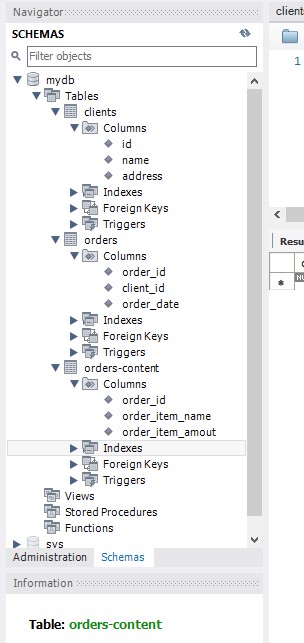 Navigator
SCHEMAS
Filter objects
mydb
Tables
clients
Columns
id
name
address
Indexes
Foreign Keys
Triggers
orders
Columns
order_id
client_id
order_date
Indexes
Foreign Keys
Triggers
orders-content
Columns
order_id
order_item_name
order_item_amout
Indexes
Foreign Keys
Triggers
Views
Stored Procedures
Functions
sys
Administration Schemas
Information
Table: orders-content
client
1
Resu